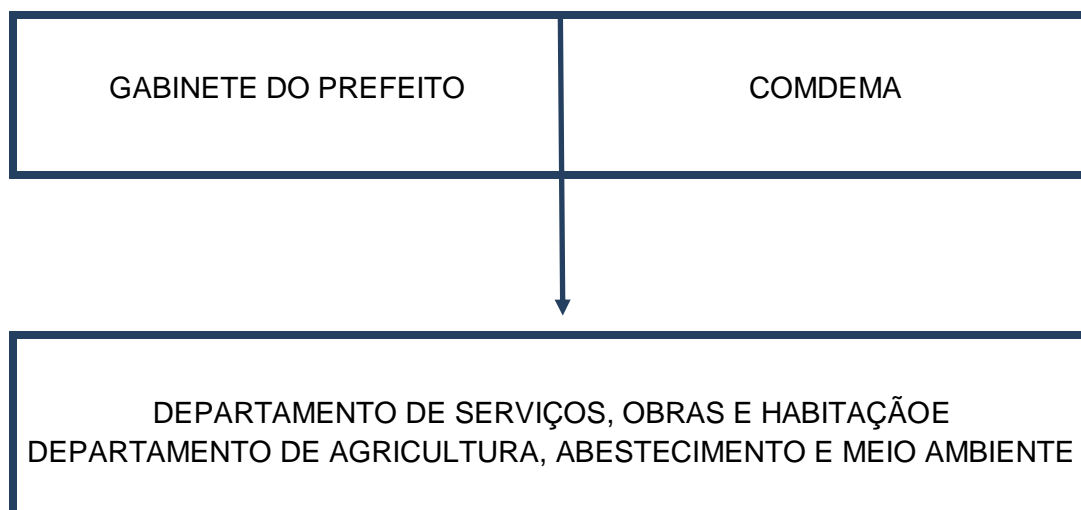 GABINETE DO PREFEITO
COMDEMA
DEPARTAMENTO DE SERVIÇOS, OBRAS E HABITAÇÃOE
DEPARTAMENTO DE AGRICULTURA, ABESTECIMENTO E MEIO AMBIENTE